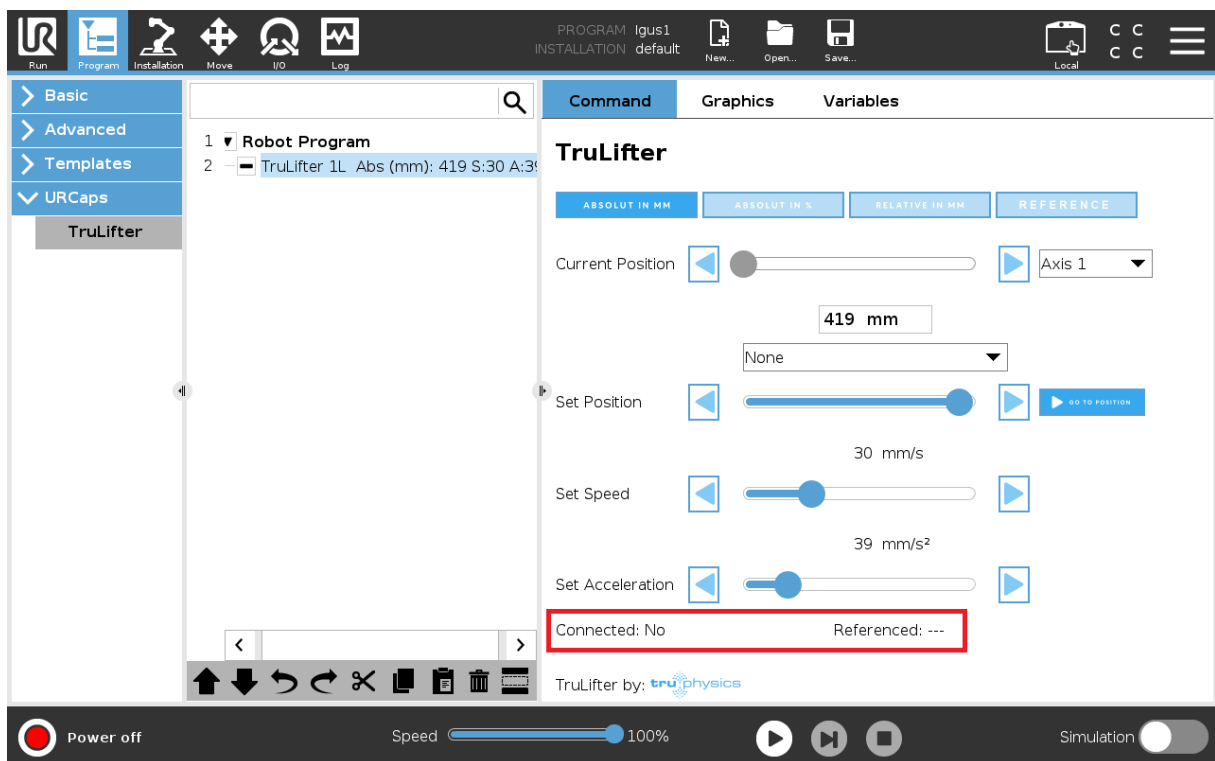 PROGRAM Igus1
INSTALLATION default
Run Program Installation Move I/O Log
New... Open... Save...
Local
C C
C C
Basic
Advanced
Templates
URCaps
TruLifter
1 Robot Program
2 TruLifter 1L Abs (mm): 419 S:30 A:39
Command Graphics Variables
TruLifter
ABSOLUT IN MM ABSOLUT IN % RELATIVE IN MM REFERENCE
Current Position Axis 1
419 mm
None
Set Position GO TO POSITION
30 mm/s
Set Speed
39 mm/s²
Set Acceleration
Connected: No Referenced: ---
TruLifter by: truphysics
Power off Speed 100% Simulation